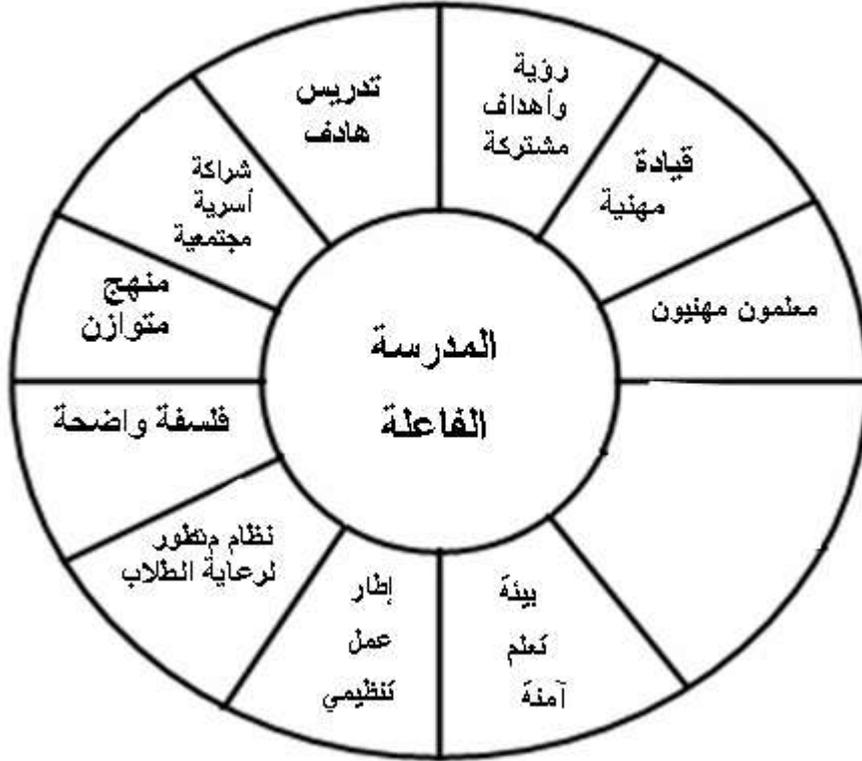 المدرسة
الفاعلة
رؤية
وأهداف
مشتركة
قيادة
مهنية
معلمون مهنيون
بيئة
تعلم
آمنة
إطار
عمل
تنظيمي
نظام متطور
لرعاية الطلاب
فلسفة واضحة
منهج
متوازن
شراكة
أسرية
مجتمعية
تدريس
هادف